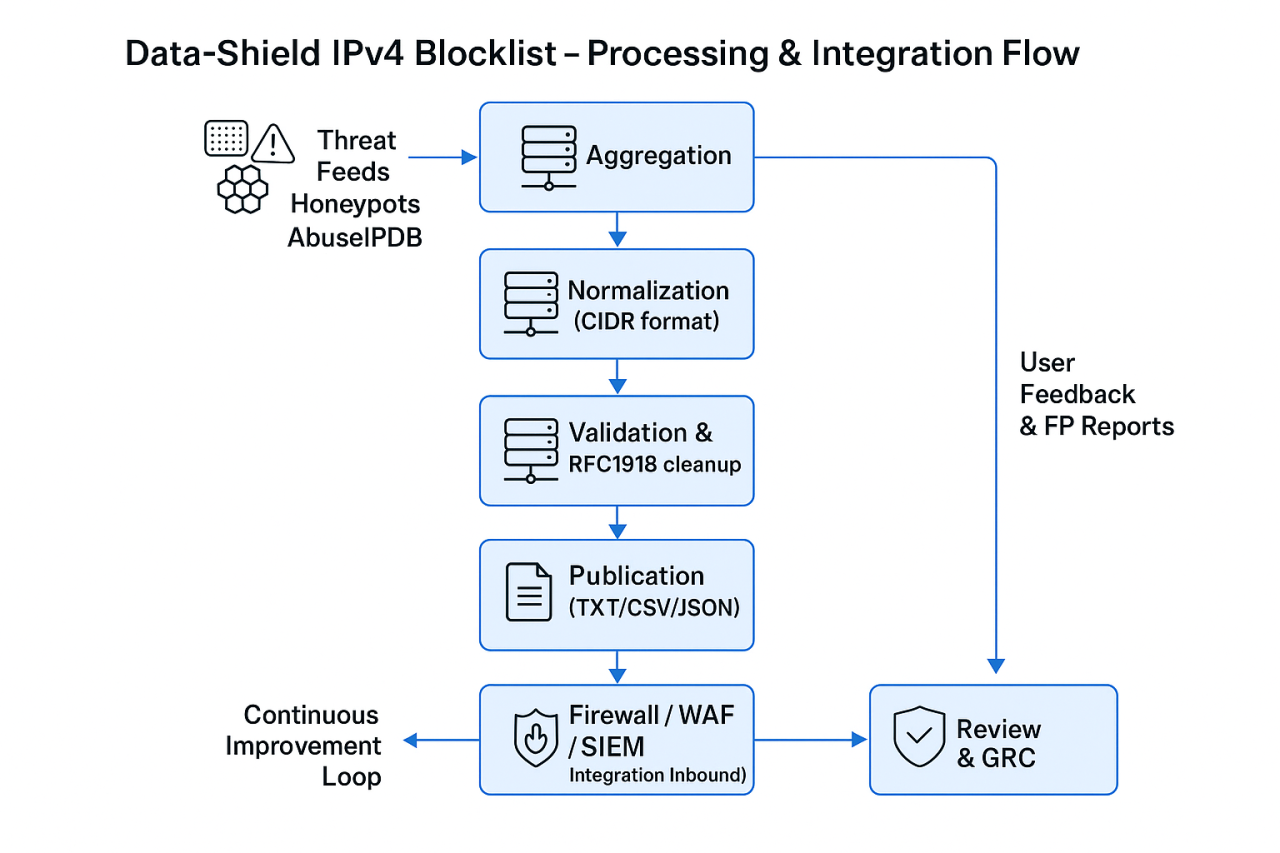 Data-Shield IPv4 Blocklist – Processing & Integration Flow
Threat
Feeds
Honeypots
AbuseIPDB
Aggregation
Normalization
(CIDR format)
Validation &
RFC1918 cleanup
Publication
(TXT/CSV/JSON)
Firewall / WAF
/ SIEM
Integration Inbound)
Continuous
Improvement
Loop
User
Feedback
& FP Reports
Review
& GRC